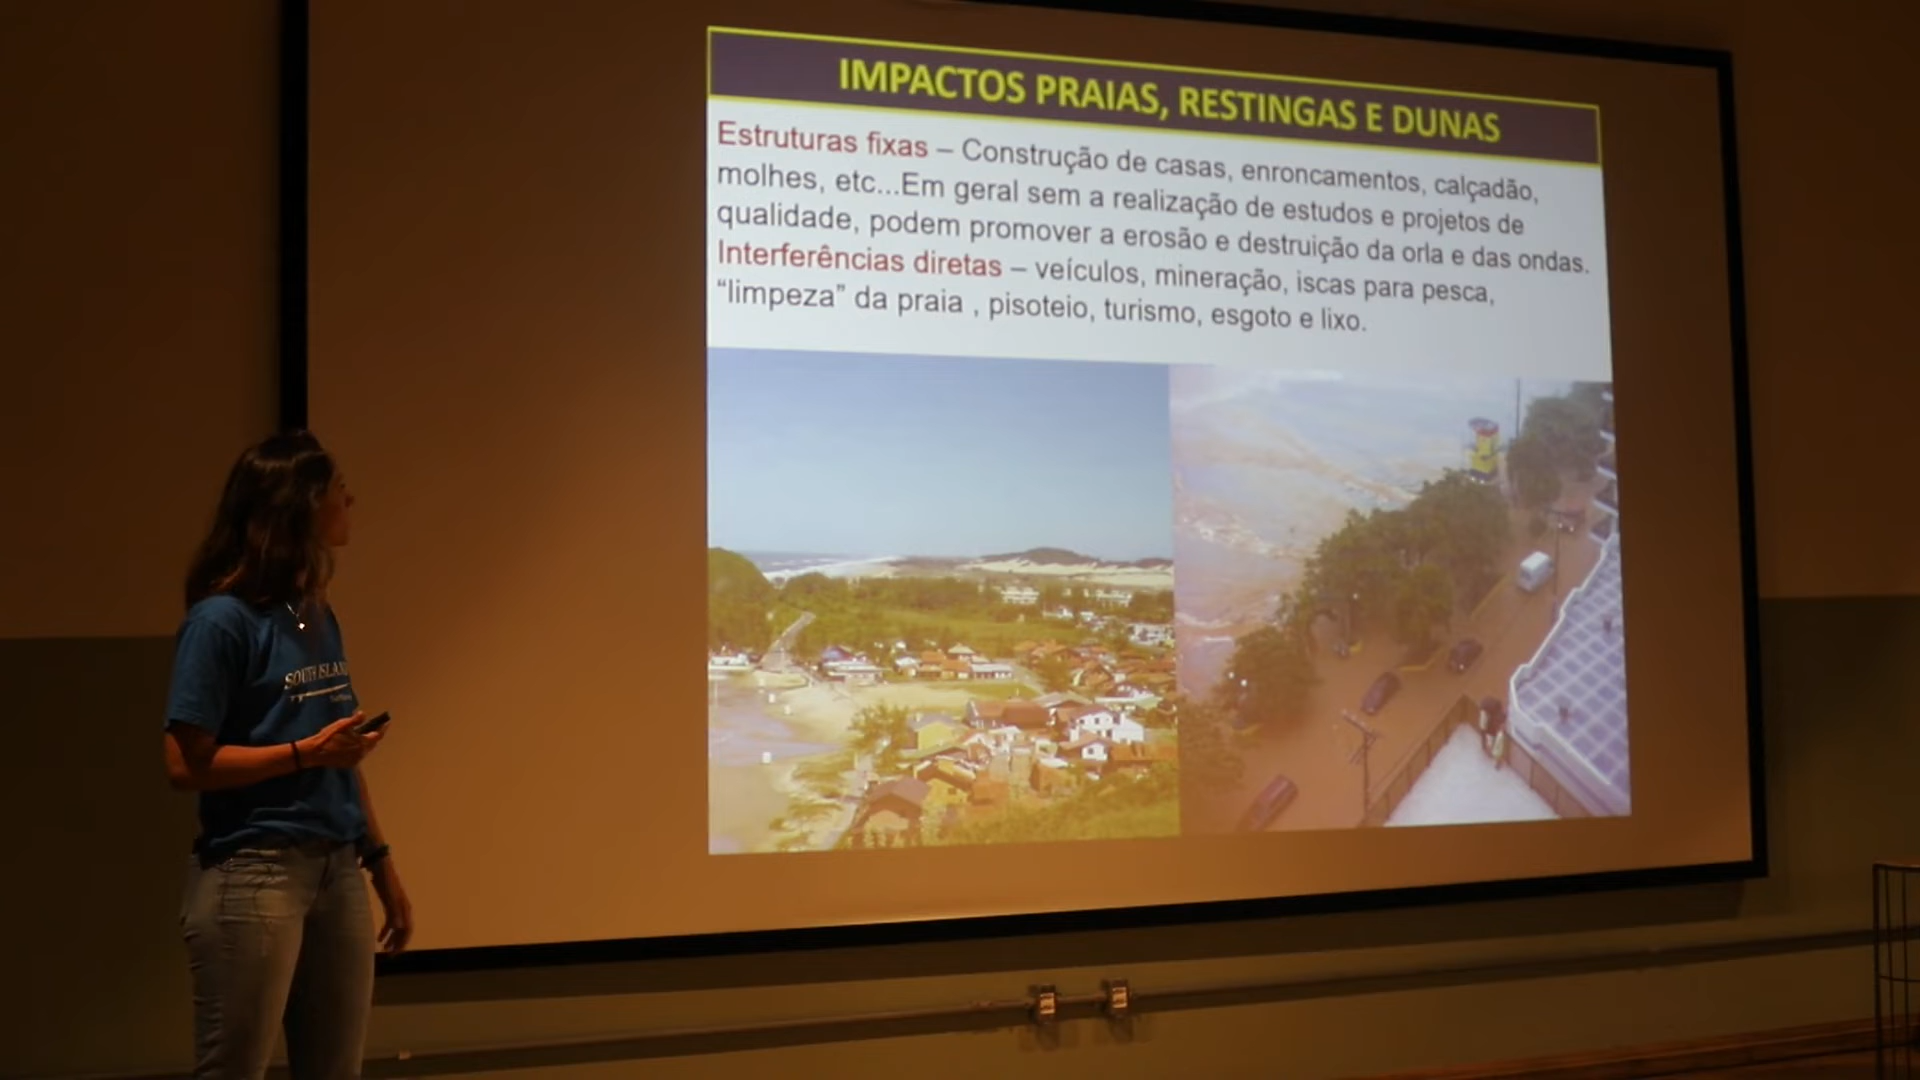 IMPACTOS PRAIAS, RESTINGAS E DUNAS
Estruturas fixas – Construção de casas, enroncamentos, calçadão,
molhes, etc...Em geral sem a realização de estudos e projetos de
qualidade, podem promover a erosão e destruição da orla e das ondas.
Interferências diretas – veículos, mineração, iscas para pesca,
“limpeza” da praia , pisoteio, turismo, esgoto e lixo.
SOUTH ISLAND